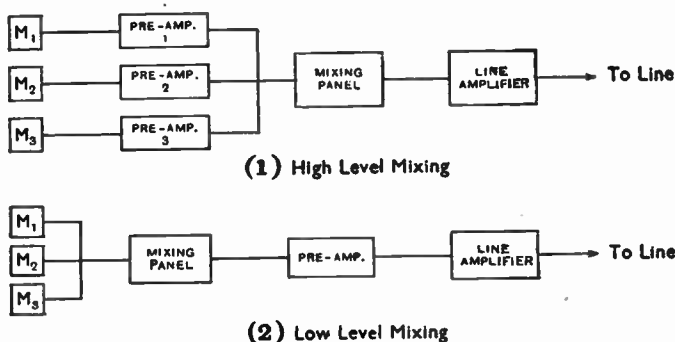 M₁
PRE-AMP.
1
M₂
PRE-AMP.
2
MIXING
PANEL
LINE
AMPLIFIER
To Line
M₃
PRE-AMP.
3
(1) High Level Mixing
M₁
M₂
MIXING
PANEL
PRE-AMP.
LINE
AMPLIFIER
To Line
M₃
(2) Low Level Mixing